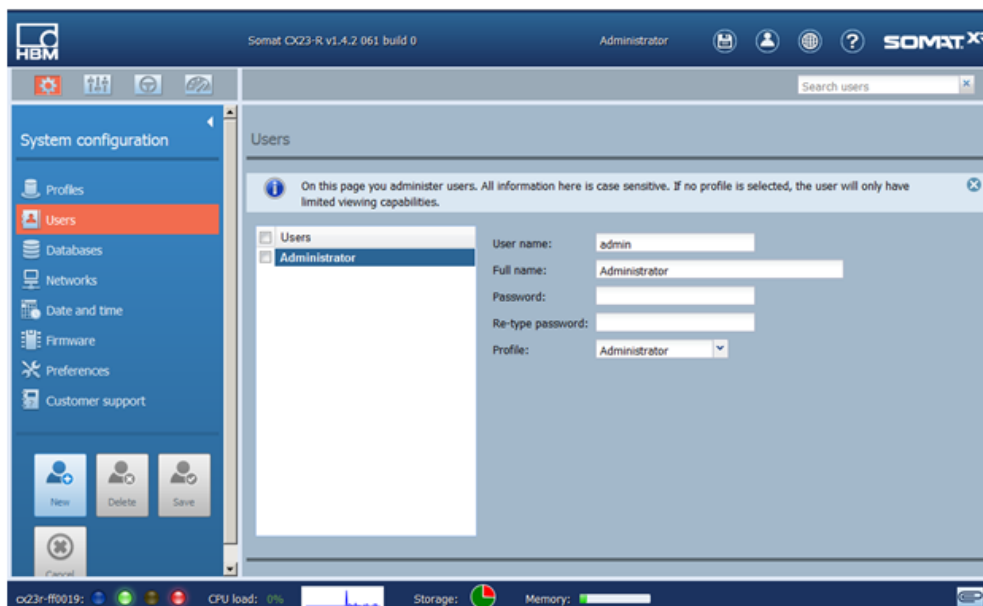 HBM
Somat CX23-R v1.4.2 061 build 0
Administrator
SOMAT XR
Search users
System configuration
Users
Profiles
Users
Databases
Networks
Date and time
Firmware
Preferences
Customer support
On this page you administer users. All information here is case sensitive. If no profile is selected, the user will only have
limited viewing capabilities.
Users
Administrator
User name: admin
Full name: Administrator
Password:
Re-type password:
Profile: Administrator
New
Delete
Save
Cancel
cx23r-ff0019:
CPU load: 0%
Storage:
Memory: